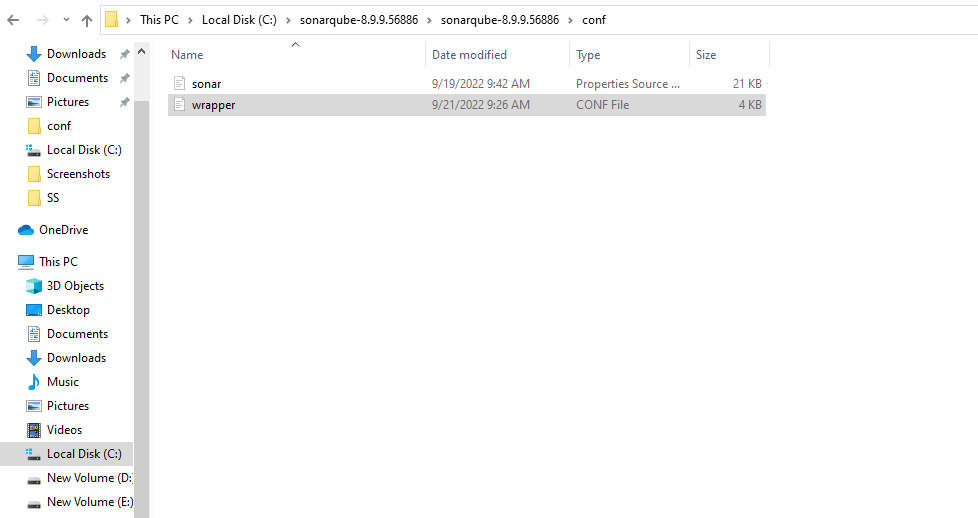 This PC > Local Disk (C:) > sonarqube-8.9.9.56886 > sonarqube-8.9.9.56886 > conf
Downloads
Documents
Pictures
conf
Local Disk (C:)
Screenshots
SS
OneDrive
This PC
3D Objects
Desktop
Documents
Downloads
Music
Pictures
Videos
Local Disk (C:)
New Volume (D:
New Volume (E:)
Name Date modified Type Size
sonar 9/19/2022 9:42 AM Properties Source ... 21 KB
wrapper 9/21/2022 9:26 AM CONF File 4 KB